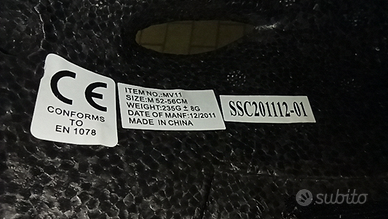 CE
CONFORMS
TO
EN 1078
ITEM NO.:MV11
SIZE:M 52-56CM
WEIGHT:235G ± 8G
DATE OF MANF:12/2011
MADE IN CHINA
SSC201112-01
subito